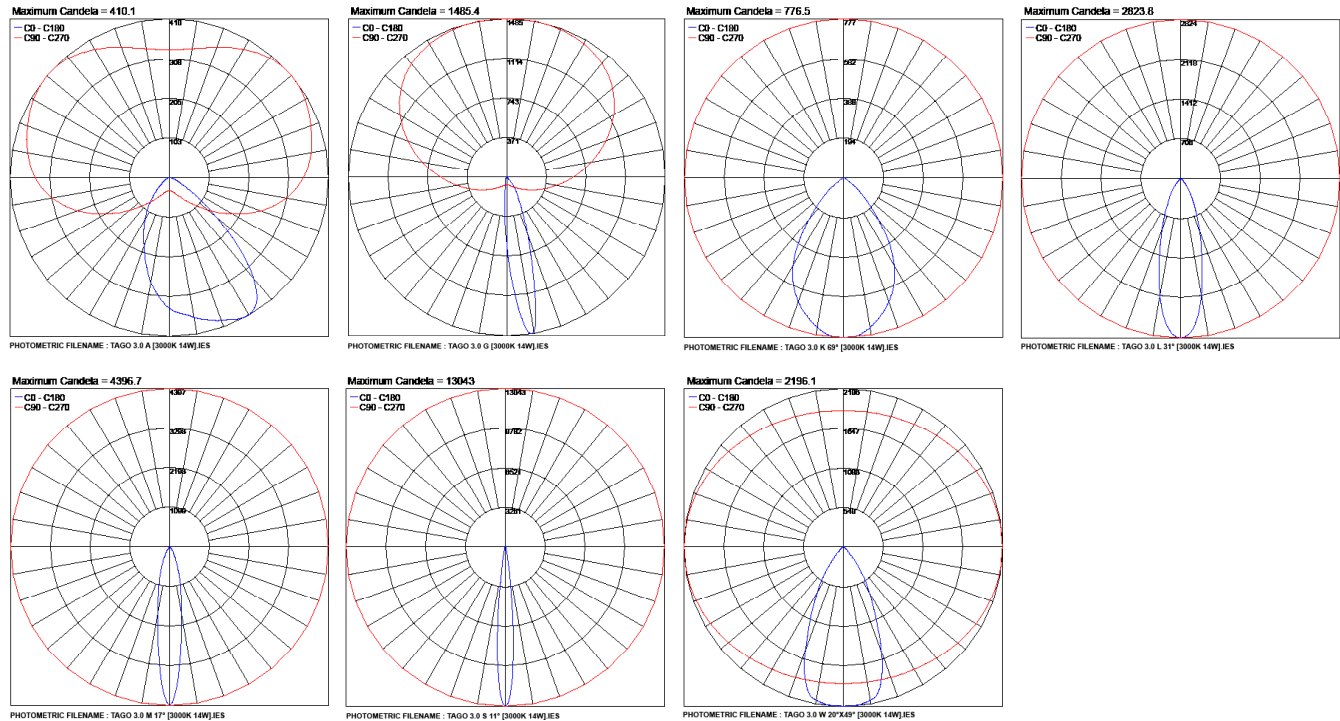 Maximum Candela = 410.1
C0 - C180
C90 - C270
410
308
205
103
PHOTOMETRIC FILENAME : TAGO 3.0 A [3000K 14W].IES
Maximum Candela = 1485.4
C0 - C180
C90 - C270
1485
1114
743
371
PHOTOMETRIC FILENAME : TAGO 3.0 G [3000K 14W].IES
Maximum Candela = 776.5
C0 - C180
C90 - C270
777
582
388
194
PHOTOMETRIC FILENAME : TAGO 3.0 K 69° [3000K 14W].IES
Maximum Candela = 2823.8
C0 - C180
C90 - C270
2824
2118
1412
706
PHOTOMETRIC FILENAME : TAGO 3.0 L 31° [3000K 14W].IES
Maximum Candela = 4396.7
C0 - C180
C90 - C270
4397
3298
2198
1099
PHOTOMETRIC FILENAME : TAGO 3.0 M 17° [3000K 14W].IES
Maximum Candela = 13043
C0 - C180
C90 - C270
13043
9782
6521
3261
PHOTOMETRIC FILENAME : TAGO 3.0 S 11° [3000K 14W].IES
Maximum Candela = 2196.1
C0 - C180
C90 - C270
2196
1647
1098
549
PHOTOMETRIC FILENAME : TAGO 3.0 W 20°X49° [3000K 14W].IES